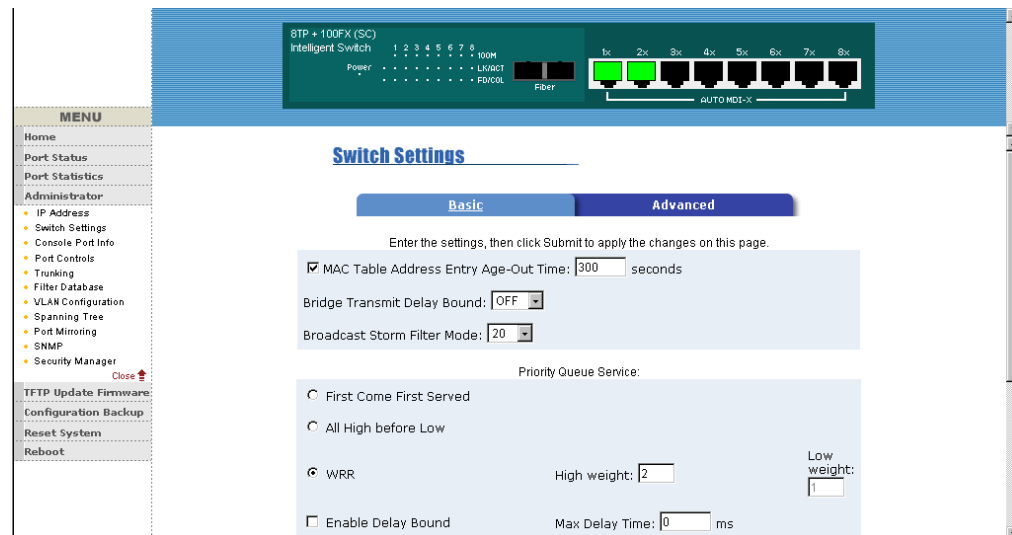 8TP + 100FX (SC)
Intelligent Switch
1 2 3 4 5 6 7 8
100M
Power
LK/ACT
FD/COL
Fiber
1x 2x 3x 4x 5x 6x 7x 8x
AUTO MDI-X
MENU
Home
Port Status
Port Statistics
Administrator
IP Address
Switch Settings
Console Port Info
Port Controls
Trunking
Filter Database
VLAN Configuration
Spanning Tree
Port Mirroring
SNMP
Security Manager
Close
TFTP Update Firmware
Configuration Backup
Reset System
Reboot
Switch Settings
Basic Advanced
Enter the settings, then click Submit to apply the changes on this page.
MAC Table Address Entry Age-Out Time: 300 seconds
Bridge Transmit Delay Bound: OFF
Broadcast Storm Filter Mode: 20
Priority Queue Service:
First Come First Served
All High before Low
WRR High weight: 2 Low weight: 1
Enable Delay Bound Max Delay Time: 0 ms